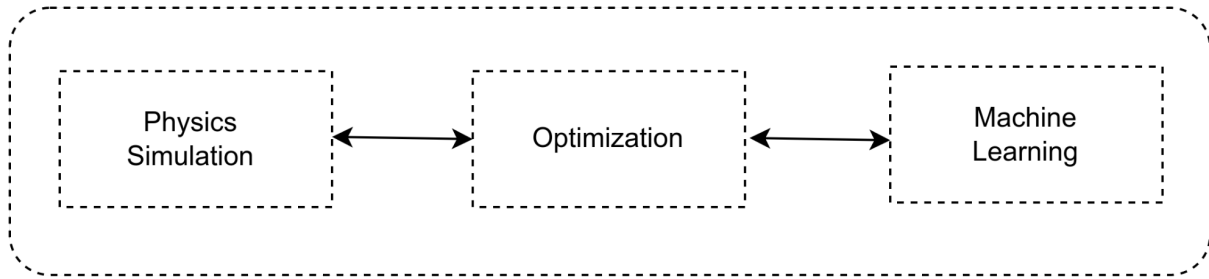 Physics
Simulation
Optimization
Machine
Learning